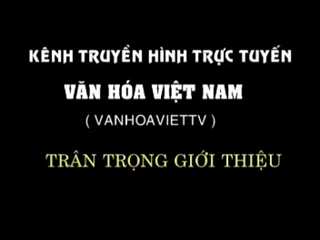 KÊNH TRUYỀN HÌNH TRỰC TUYẾN
VĂN HÓA VIỆT NAM
( VANHOAVIETTV )
TRÂN TRỌNG GIỚI THIỆU